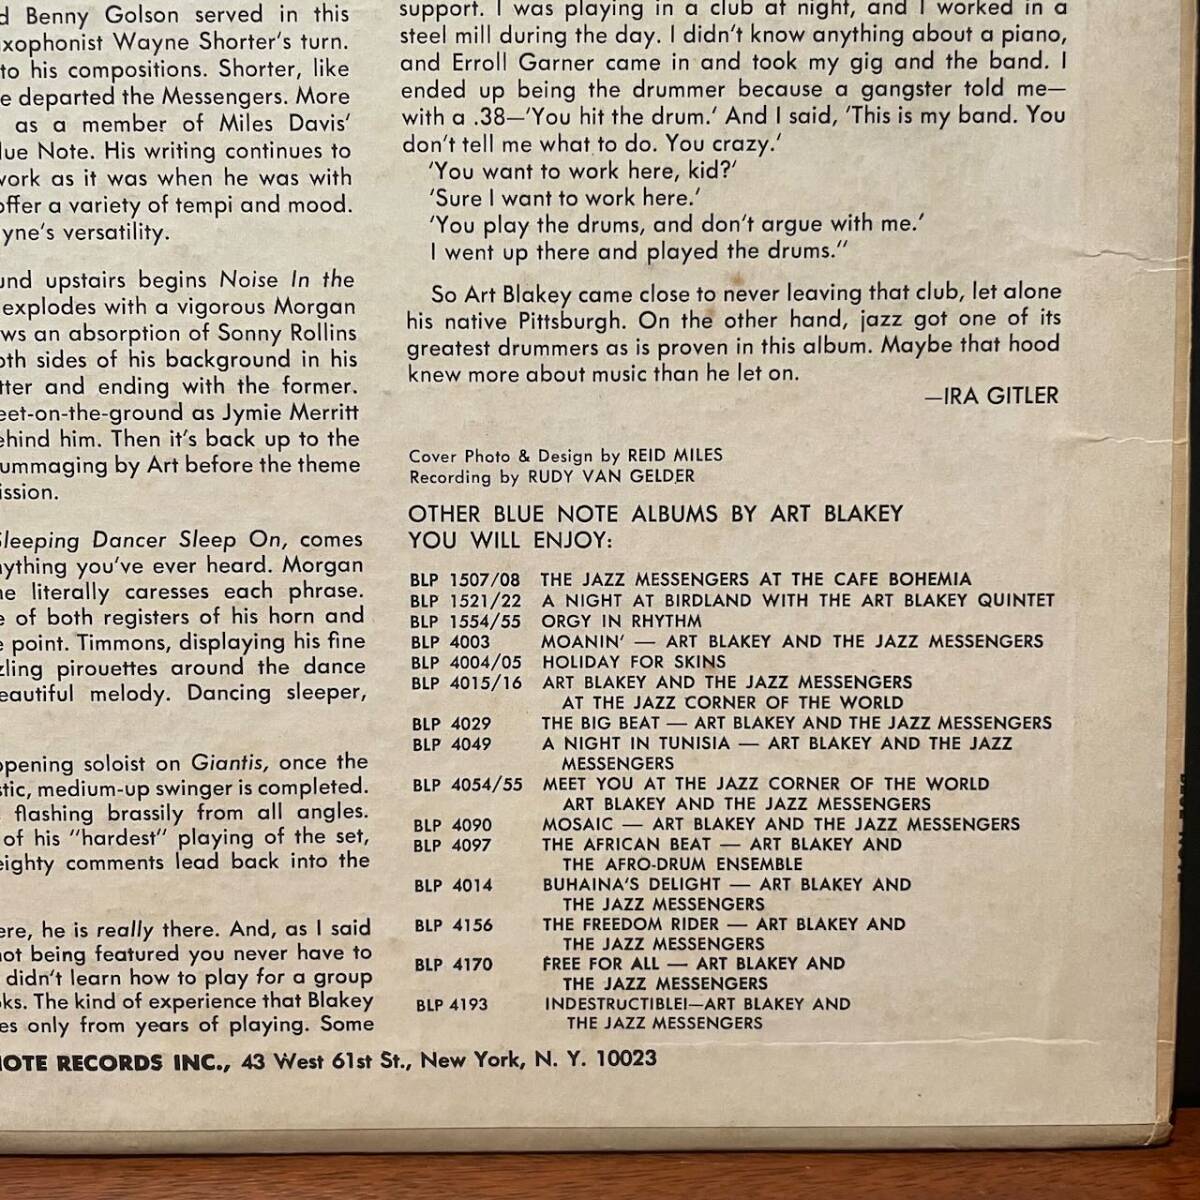 d Benny Golson served in this
xophonist Wayne Shorter's turn.
to his compositions. Shorter, like
e departed the Messengers. More
as a member of Miles Davis'
lue Note. His writing continues to
work as it was when he was with
offer a variety of tempi and mood.
yne's versatility.
und upstairs begins Noise In the
explodes with a vigorous Morgan
ws an absorption of Sonny Rollins
oth sides of his background in his
tter and ending with the former.
eet-on-the-ground as Jymie Merritt
ehind him. Then it's back up to the
ummaging by Art before the theme
ission.
Sleeping Dancer Sleep On, comes
nything you've ever heard. Morgan
ne literally caresses each phrase.
e of both registers of his horn and
e point. Timmons, displaying his fine
zling pirouettes around the dance
beautiful melody. Dancing sleeper,
opening soloist on Giantis, once the
stic, medium-up swinger is completed.
flashing brassily from all angles.
of his "hardest" playing of the set,
eighty comments lead back into the
ere, he is really there. And, as I said
not being featured you never have to
didn't learn how to play for a group
oks. The kind of experience that Blakey
es only from years of playing. Some
support. I was playing in a club at night, and I worked in a
steel mill during the day. I didn't know anything about a piano,
and Erroll Garner came in and took my gig and the band. I
ended up being the drummer because a gangster told me—
with a .38—'You hit the drum.' And I said, 'This is my band. You
don't tell me what to do. You crazy.'
'You want to work here, kid?'
'Sure I want to work here.'
'You play the drums, and don't argue with me.'
I went up there and played the drums."
So Art Blakey came close to never leaving that club, let alone
his native Pittsburgh. On the other hand, jazz got one of its
greatest drummers as is proven in this album. Maybe that hood
knew more about music than he let on.
—IRA GITLER
Cover Photo & Design by REID MILES
Recording by RUDY VAN GELDER
OTHER BLUE NOTE ALBUMS BY ART BLAKEY
YOU WILL ENJOY:
BLP 1507/08 THE JAZZ MESSENGERS AT THE CAFE BOHEMIA
BLP 1521/22 A NIGHT AT BIRDLAND WITH THE ART BLAKEY QUINTET
BLP 1554/55 ORGY IN RHYTHM
BLP 4003 MOANIN' — ART BLAKEY AND THE JAZZ MESSENGERS
BLP 4004/05 HOLIDAY FOR SKINS
BLP 4015/16 ART BLAKEY AND THE JAZZ MESSENGERS
AT THE JAZZ CORNER OF THE WORLD
BLP 4029 THE BIG BEAT — ART BLAKEY AND THE JAZZ MESSENGERS
BLP 4049 A NIGHT IN TUNISIA — ART BLAKEY AND THE JAZZ
MESSENGERS
BLP 4054/55 MEET YOU AT THE JAZZ CORNER OF THE WORLD
ART BLAKEY AND THE JAZZ MESSENGERS
BLP 4090 MOSAIC — ART BLAKEY AND THE JAZZ MESSENGERS
BLP 4097 THE AFRICAN BEAT — ART BLAKEY AND
THE AFRO-DRUM ENSEMBLE
BLP 4014 BUHAINA'S DELIGHT — ART BLAKEY AND
THE JAZZ MESSENGERS
BLP 4156 THE FREEDOM RIDER — ART BLAKEY AND
THE JAZZ MESSENGERS
BLP 4170 FREE FOR ALL — ART BLAKEY AND
THE JAZZ MESSENGERS
BLP 4193 INDESTRUCTIBLE!—ART BLAKEY AND
THE JAZZ MESSENGERS
NOTE RECORDS INC., 43 West 61st St., New York, N. Y. 10023